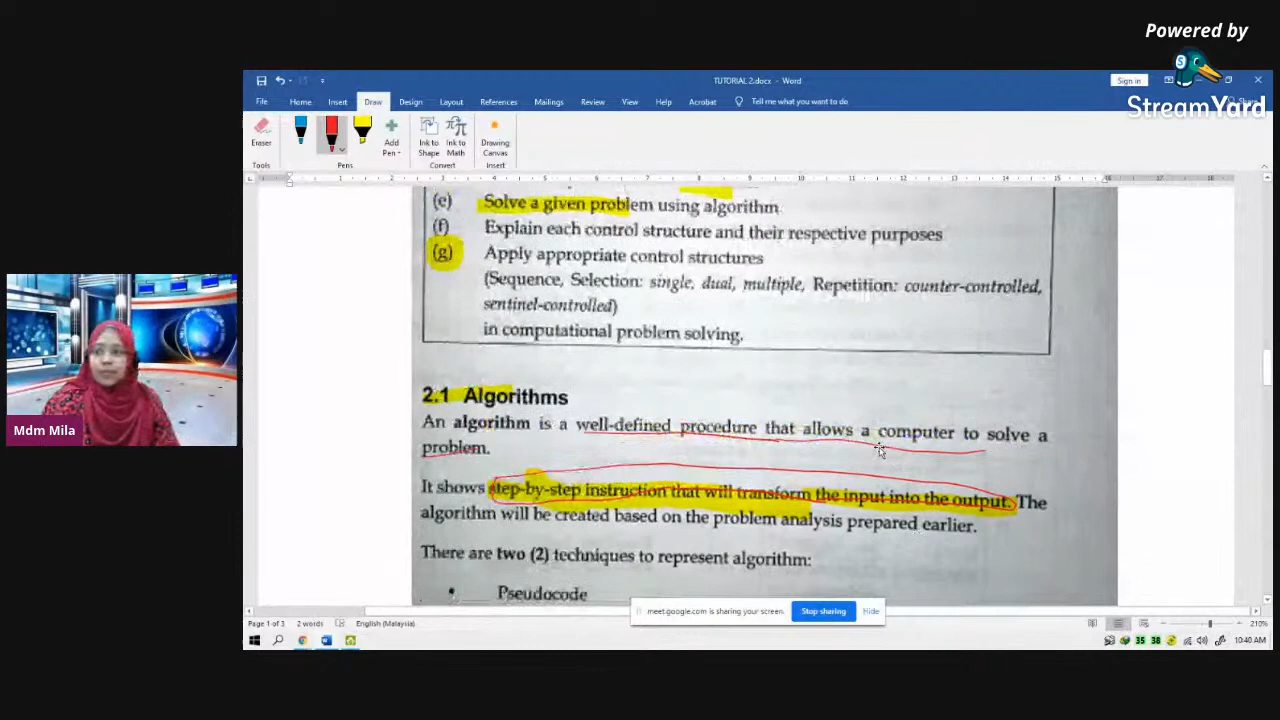 Powered by
StreamYard
TUTORIAL 2.docx - Word
Sign in
File Home Insert Draw Design Layout References Mailings Review View Help Acrobat Tell me what you want to do
Eraser
Add Pen
Ink to Shape
Ink to Math
Drawing Canvas
Tools
Pens
Convert
Insert
(e) Solve a given problem using algorithm
(f) Explain each control structure and their respective purposes
(g) Apply appropriate control structures
(Sequence, Selection: single, dual, multiple, Repetition: counter-controlled,
sentinel-controlled)
in computational problem solving.
2.1 Algorithms
An algorithm is a well-defined procedure that allows a computer to solve a
problem.
It shows step-by-step instruction that will transform the input into the output. The
algorithm will be created based on the problem analysis prepared earlier.
There are two (2) techniques to represent algorithm:
• Pseudocode
Mdm Mila
meet.google.com is sharing your screen. Stop sharing Hide
Page 1 of 3 2 words English (Malaysia) 210%
35 38 10:40 AM